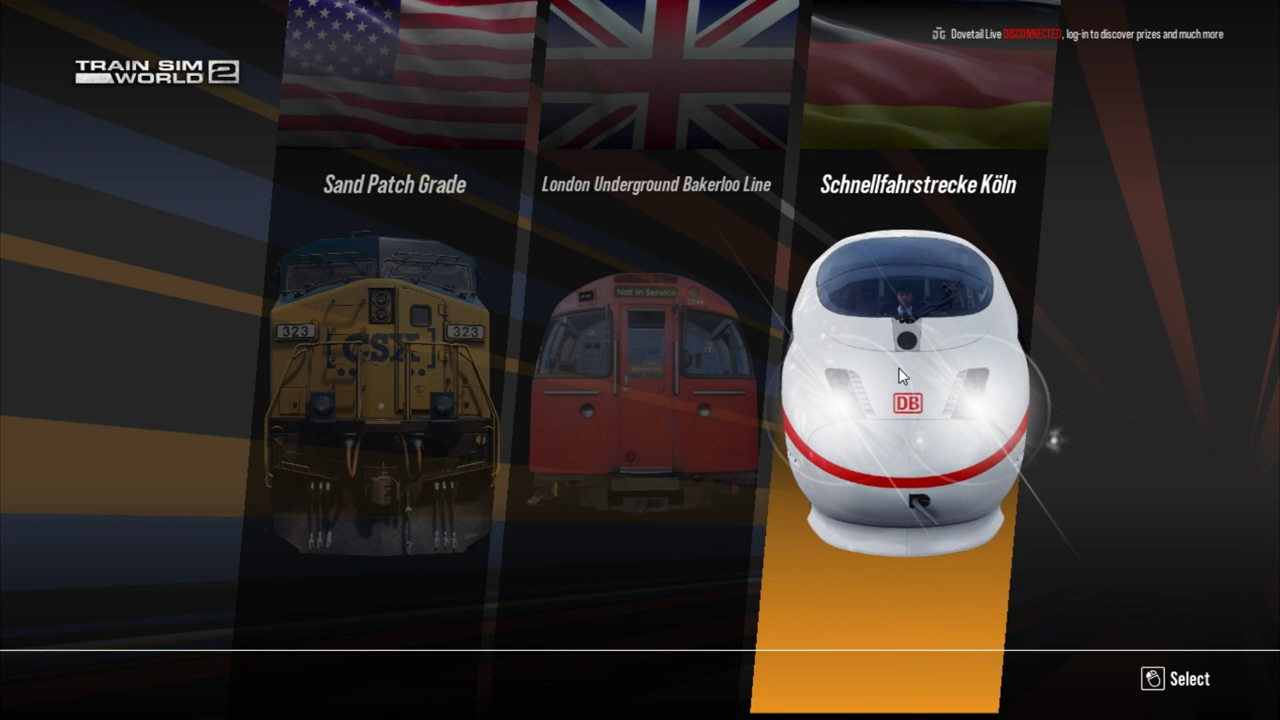 Dovetail Live DISCONNECTED, log-in to discover prizes and much more
TRAIN SIM
WORLD 2
Sand Patch Grade
London Underground Bakerloo Line
Schnellfahrstrecke Köln
Not In Service
323
323
CSX
DB
Select